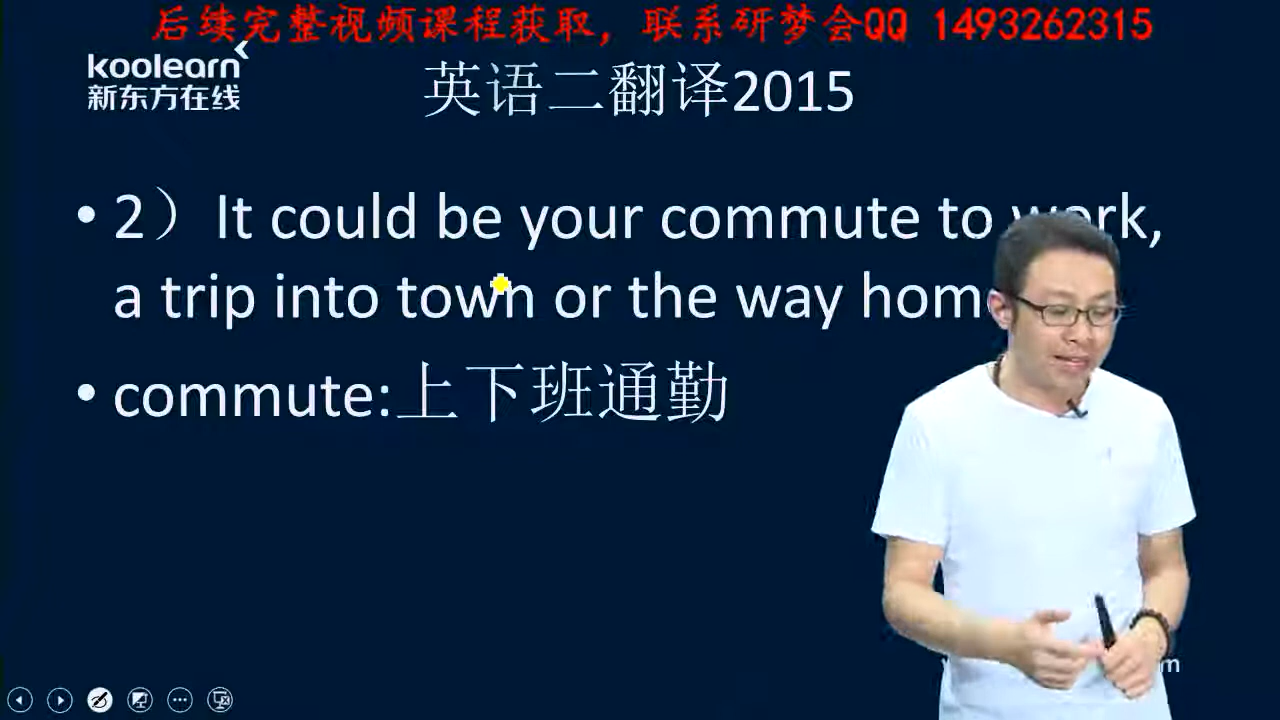 后续完整视频课程获取，联系研梦会QQ 1493262315
koolearn
新东方在线
英语二翻译2015
• 2）It could be your commute to work,
a trip into town or the way hom
• commute:上下班通勤
m